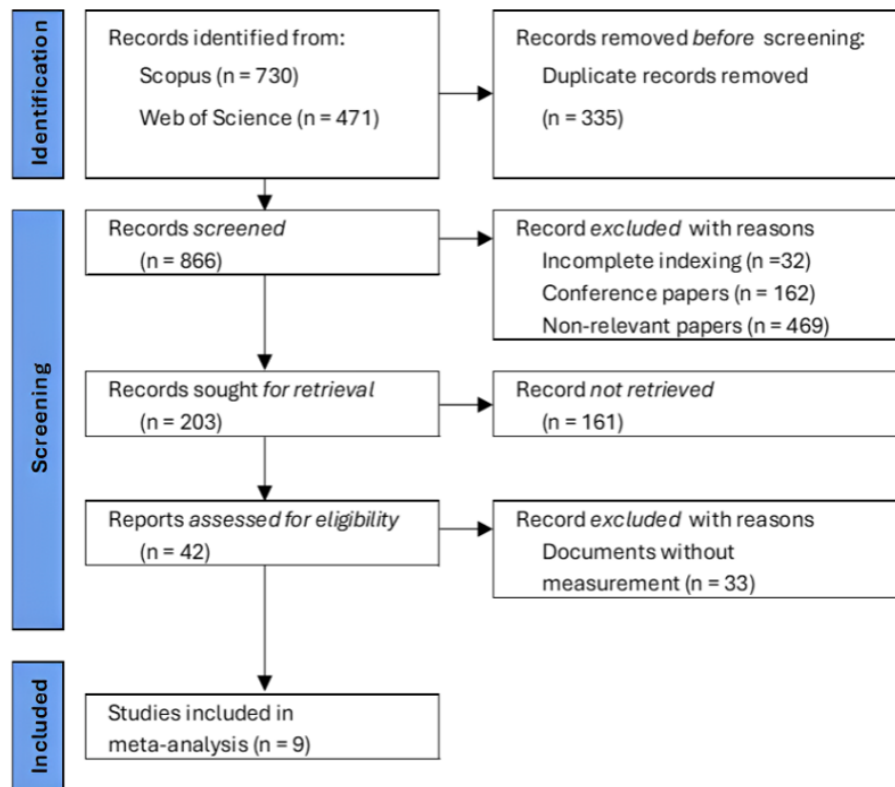 Identification
Records identified from:
Scopus (n = 730)
Web of Science (n = 471)
Records removed before screening:
Duplicate records removed
(n = 335)
Screening
Records screened
(n = 866)
Record excluded with reasons
Incomplete indexing (n =32)
Conference papers (n = 162)
Non-relevant papers (n = 469)
Records sought for retrieval
(n = 203)
Record not retrieved
(n = 161)
Reports assessed for eligibility
(n = 42)
Record excluded with reasons
Documents without
measurement (n = 33)
Included
Studies included in
meta-analysis (n = 9)